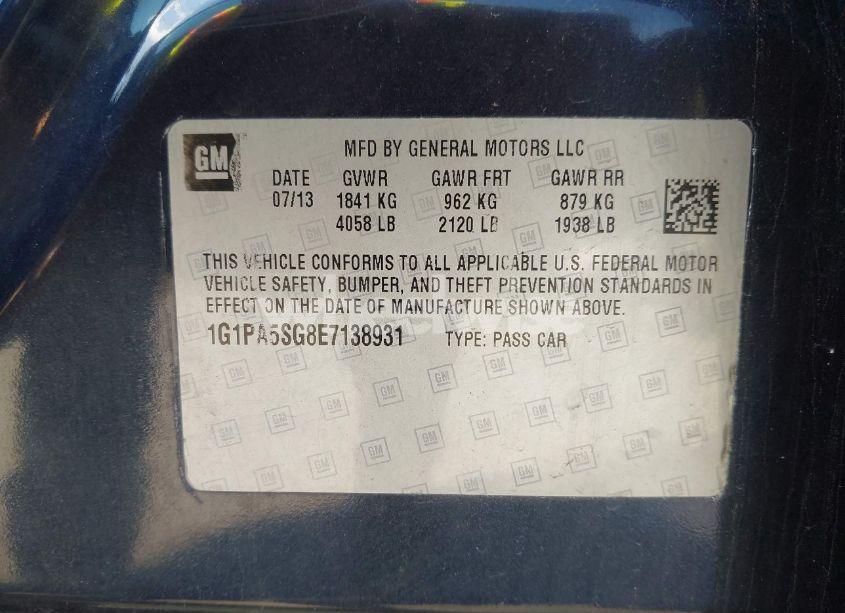 GM
MFD BY GENERAL MOTORS LLC
DATE GVWR GAWR FRT GAWR RR
07/13 1841 KG 962 KG 879 KG
4058 LB 2120 LB 1938 LB
THIS VEHICLE CONFORMS TO ALL APPLICABLE U.S. FEDERAL MOTOR
VEHICLE SAFETY, BUMPER, AND THEFT PREVENTION STANDARDS IN
EFFECT ON THE DATE OF MANUFACTURE SHOWN ABOVE.
1G1PA5SG8E7138931 TYPE: PASS CAR